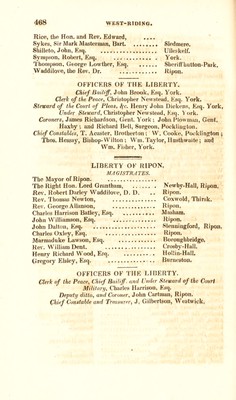 468 WEST-RIDING.
Rice, the Hon. and Rev. Edward, ....
Sykes, Sir Mark Masterman, Bart. ........ Sledmere.
Shilleto, John, Esq. ................ Ulleskelf.
Sympson, Robert, Esq. ................ York.
Thompson, George Lowther, Esq. ...... Sheriff Hutton-Park.
Waddilove, the Rev. Dr. .............. Ripon.
OFFICERS OF THE LIBERTY.
Chief Bailiff, John Brook, Esq. York.
Clerk of the Peace, Christopher Newstead, Esq. York.
Steward of the Court of Pleas, &c. Henry John Dickens, Esq. York.
Under Steward, Christopher Newstead, Esq. York.
Coroners, James Richardson, Gent. York; John Plowman, Gent.
Haxby; and Richard Bell, Surgeon, Pocklington.
Chief Constables, T. Acaster, Brotherton; W. Cooke, Pocklington;
Thos. Hessey, Bishop-Wilton; Wm. Taylor, Husthwaite; and
Wm. Fisher, York.
LIBERTY OF RIPON.
MAGISTRATES.
The Mayor of Ripon.
The Right Hon. Lord Grantham, ........ Newby-Hall, Ripon.
Rev. Robert Darley Waddilove, D. D. .. Ripon.
Rev. Thomas Newton, ................ Coxwold, Thirsk.
Rev. George Allanson, ................ Ripon.
Charles Harrison Batley, Esq. .......... Masham.
John Williamson, Esq. ................ Ripon.
John Dalton, Esq. .................. Slenningford, Ripon.
Charles Oxley, Esq. ................ Ripon.
Marmaduke Lawson, Esq. ............ Boroughbridge.
Rev. William Dent. ................ Crosby-Hall.
Henry Richard Wood, Esq. .......... Hollin-Hall.
Gregory Elsley, Esq. ................ Burneston.
OFFICERS OF THE LIBERTY.
Clerk of the Peace, Chief Bailiff, and Under Steward of the Court
Military, Charles Harrison, Esq.
Deputy ditto, and Coroner, John Cartman, Ripon.
Chief Constable and Treasurer, J. Gilbertson, Westwick.